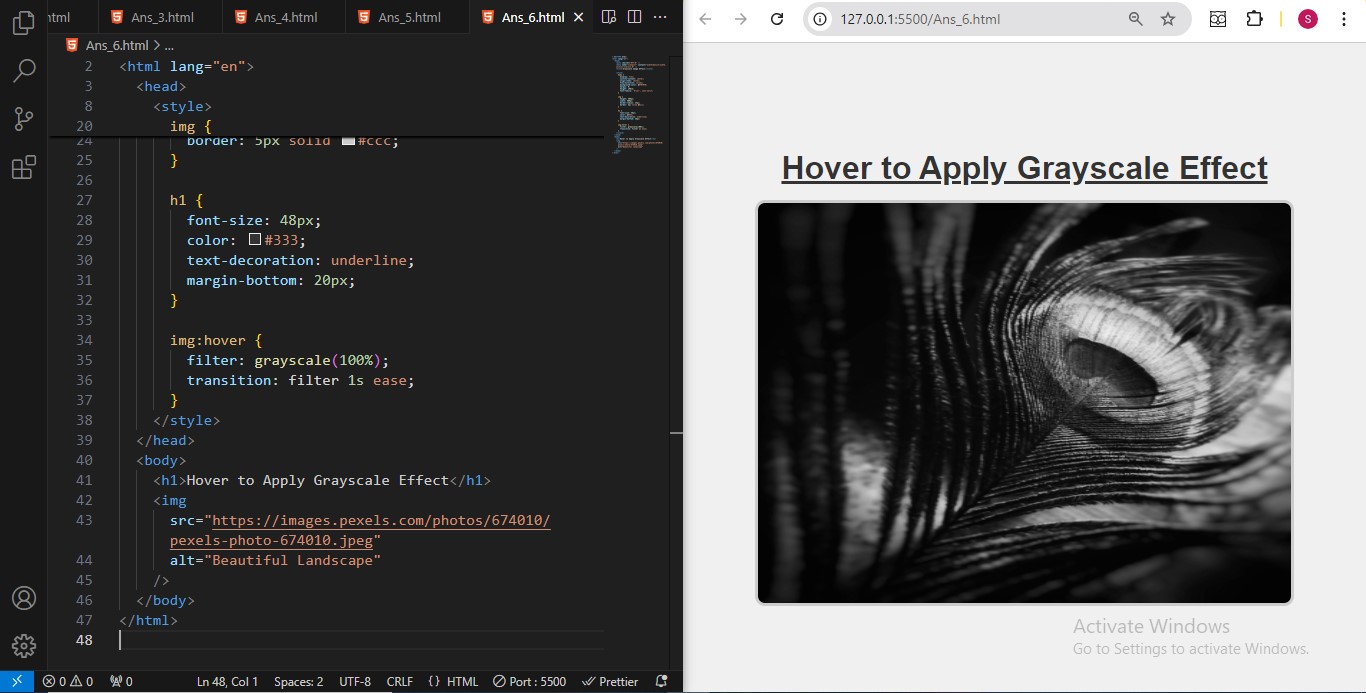 html
Ans_3.html
Ans_4.html
Ans_5.html
Ans_6.html
Ans_6.html > ...
2 <html lang="en">
3 <head>
8 <style>
20 img {
24 border: 5px solid #ccc;
25 }
26
27 h1 {
28 font-size: 48px;
29 color: #333;
30 text-decoration: underline;
31 margin-bottom: 20px;
32 }
33
34 img:hover {
35 filter: grayscale(100%);
36 transition: filter 1s ease;
37 }
38 </style>
39 </head>
40 <body>
41 <h1>Hover to Apply Grayscale Effect</h1>
42 <img
43 src="https://images.pexels.com/photos/674010/
pexels-photo-674010.jpeg"
44 alt="Beautiful Landscape"
45 />
46 </body>
47 </html>
48
0 0 0 Ln 48, Col 1 Spaces: 2 UTF-8 CRLF {} HTML Port : 5500 Prettier
127.0.0.1:5500/Ans_6.html
S
Hover to Apply Grayscale Effect
Activate Windows
Go to Settings to activate Windows.